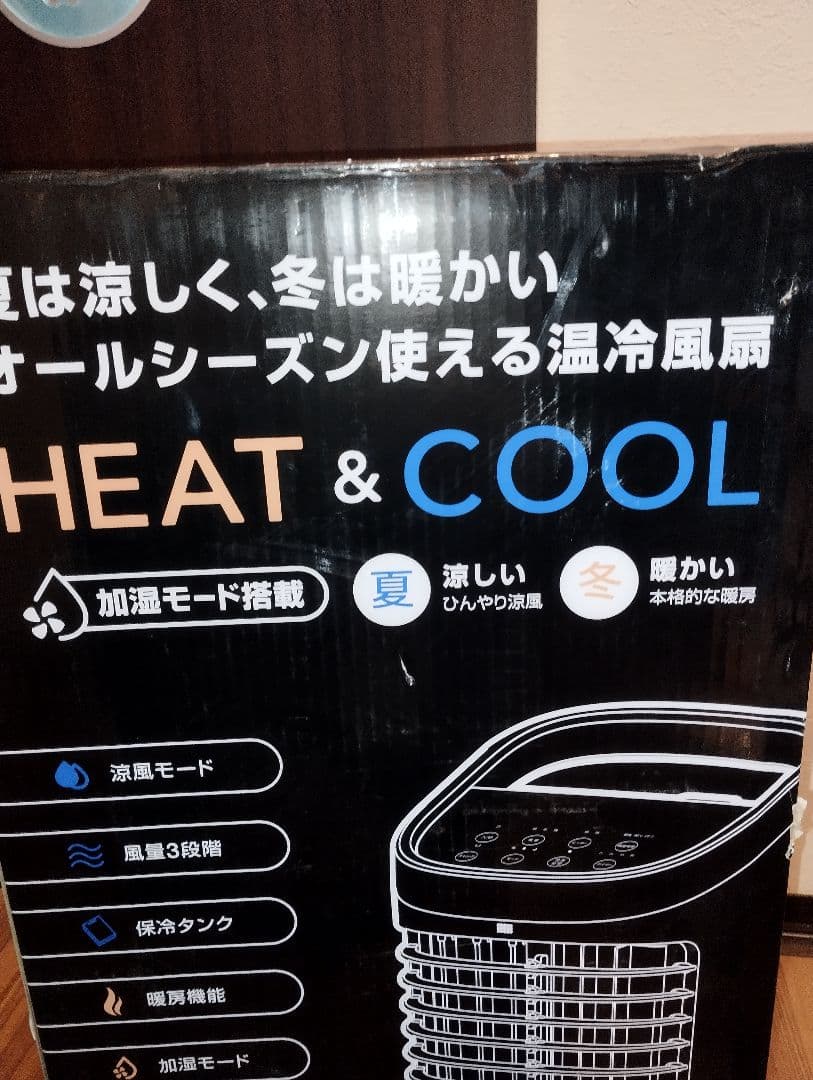 夏は涼しく、冬は暖かい
オールシーズン使える温冷風扇
HEAT & COOL
加湿モード搭載
夏 涼しい ひんやり涼風
冬 暖かい 本格的な暖房
涼風モード
風量3段階
保冷タンク
暖房機能
加湿モード